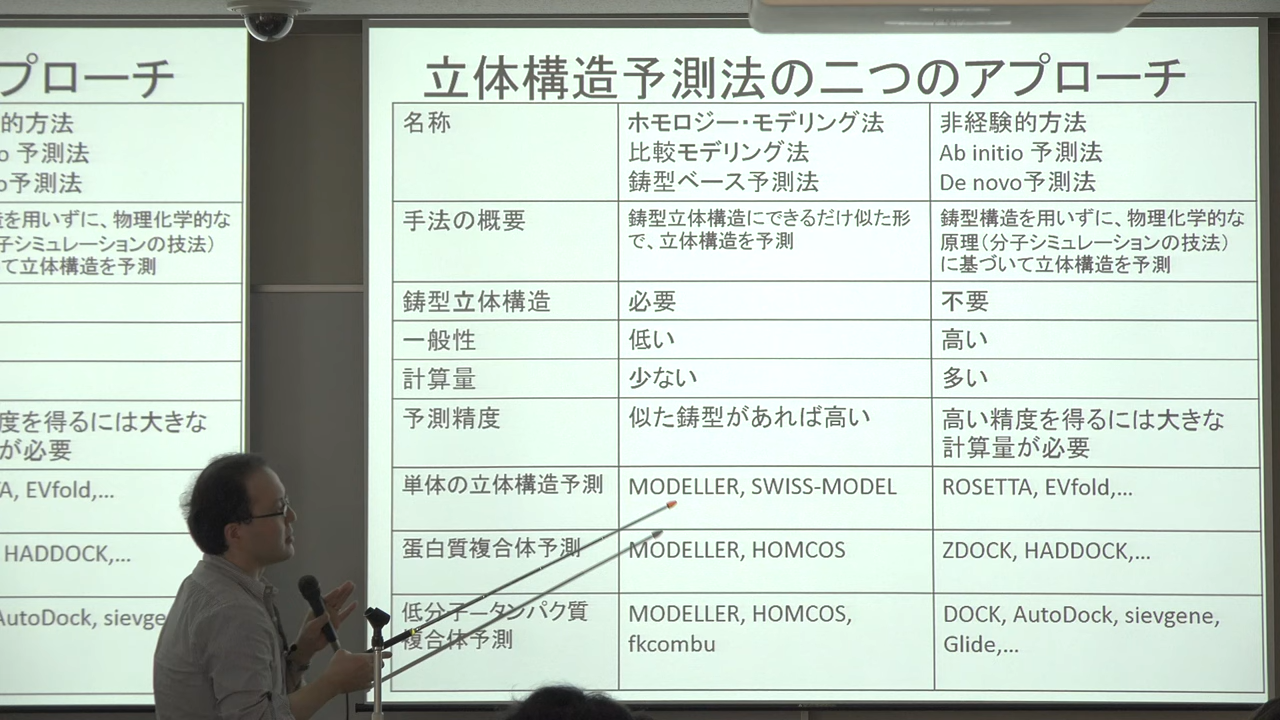 プローチ
的方法
o 予測法
o予測法
造を用いずに、物理化学的な
子シミュレーションの技法）
て立体構造を予測
度を得るには大きな
が必要
TA, EVfold,...
HADDOCK,...
AutoDock, sievge
立体構造予測法の二つのアプローチ
名称
ホモロジー・モデリング法
比較モデリング法
鋳型ベース予測法
非経験的方法
Ab initio 予測法
De novo予測法
手法の概要
鋳型立体構造にできるだけ似た形
で、立体構造を予測
鋳型構造を用いずに、物理化学的な
原理（分子シミュレーションの技法）
に基づいて立体構造を予測
鋳型立体構造
必要
不要
一般性
低い
高い
計算量
少ない
多い
予測精度
似た鋳型があれば高い
高い精度を得るには大きな
計算量が必要
単体の立体構造予測
MODELLER, SWISS-MODEL
ROSETTA, EVfold,...
蛋白質複合体予測
MODELLER, HOMCOS
ZDOCK, HADDOCK,...
低分子ータンパク質
複合体予測
MODELLER, HOMCOS,
fkcombu
DOCK, AutoDock, sievgene,
Glide,...